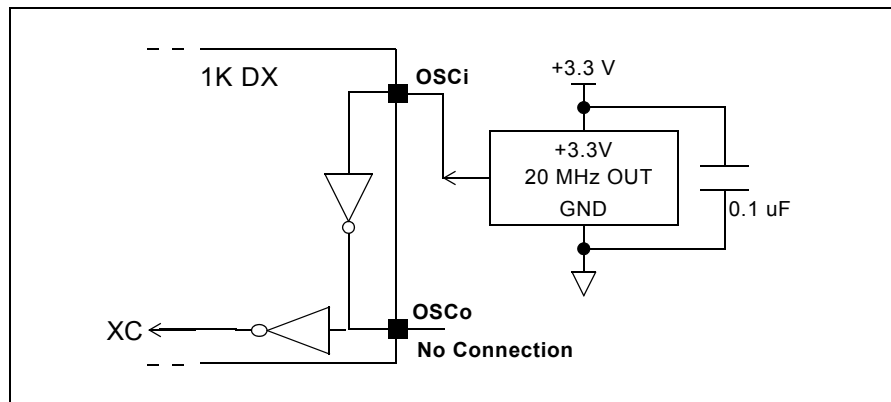 1K DX
OSCi
+3.3 V
+3.3V
20 MHz OUT
GND
0.1 uF
OSCo
XC
No Connection